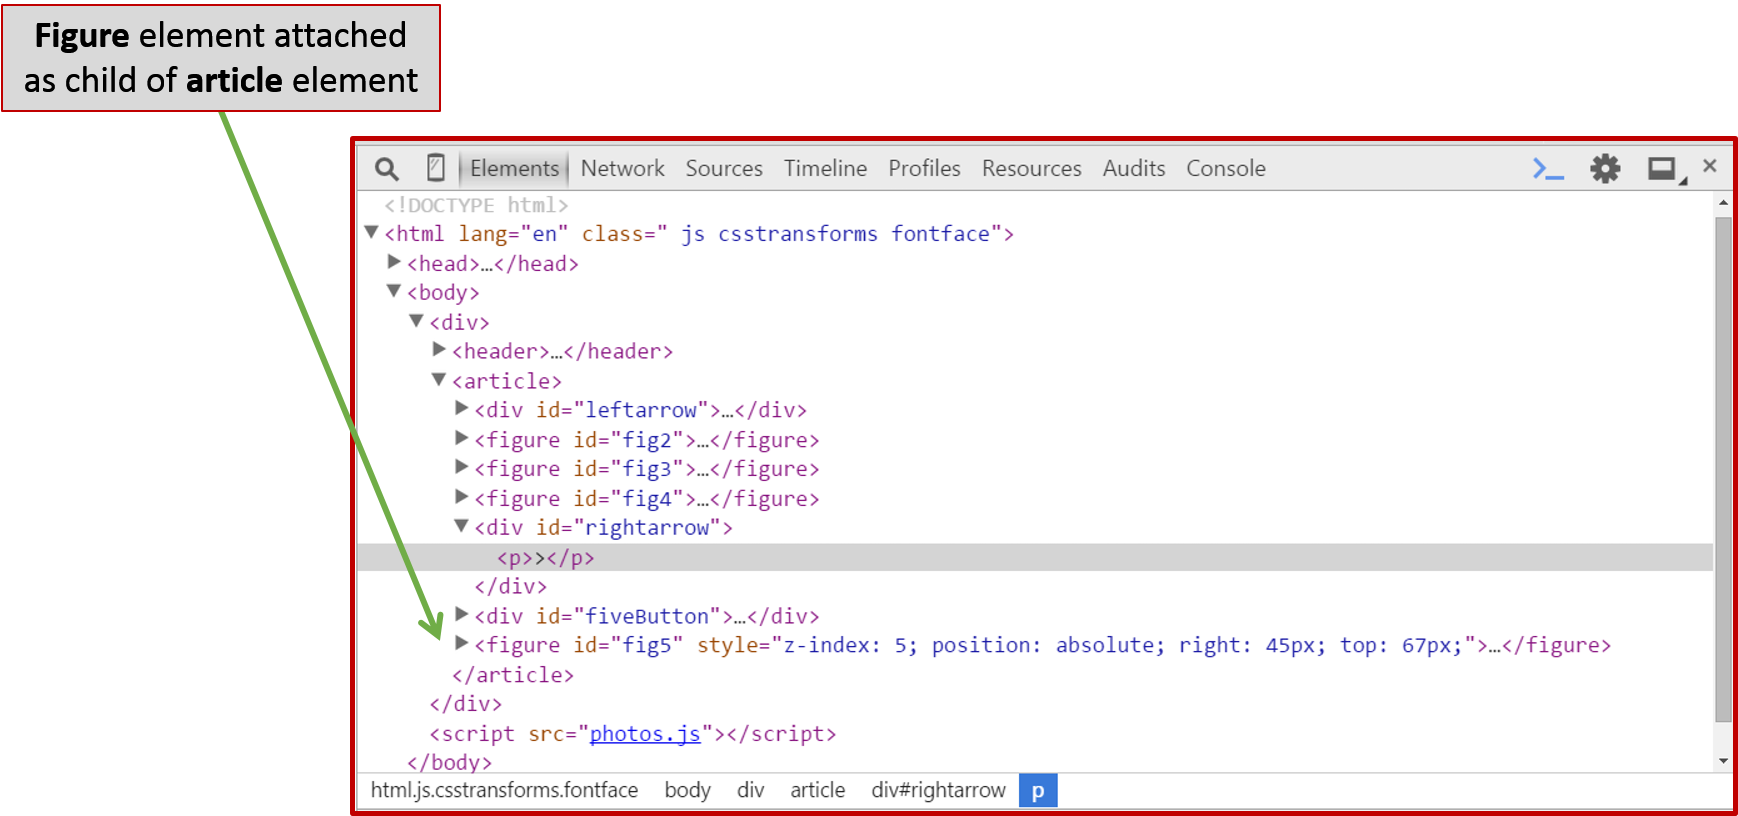 Figure element attached
as child of article element
Elements Network Sources Timeline Profiles Resources Audits Console
<!DOCTYPE html>
<html lang="en" class=" js csstransforms fontface">
<head>…</head>
<body>
<div>
<header>…</header>
<article>
<div id="leftarrow">…</div>
<figure id="fig2">…</figure>
<figure id="fig3">…</figure>
<figure id="fig4">…</figure>
<div id="rightarrow">
<p>></p>
</div>
<div id="fiveButton">…</div>
<figure id="fig5" style="z-index: 5; position: absolute; right: 45px; top: 67px;">…</figure>
</article>
</div>
<script src="photos.js"></script>
</body>
html.js.csstransforms.fontface body div article div#rightarrow p